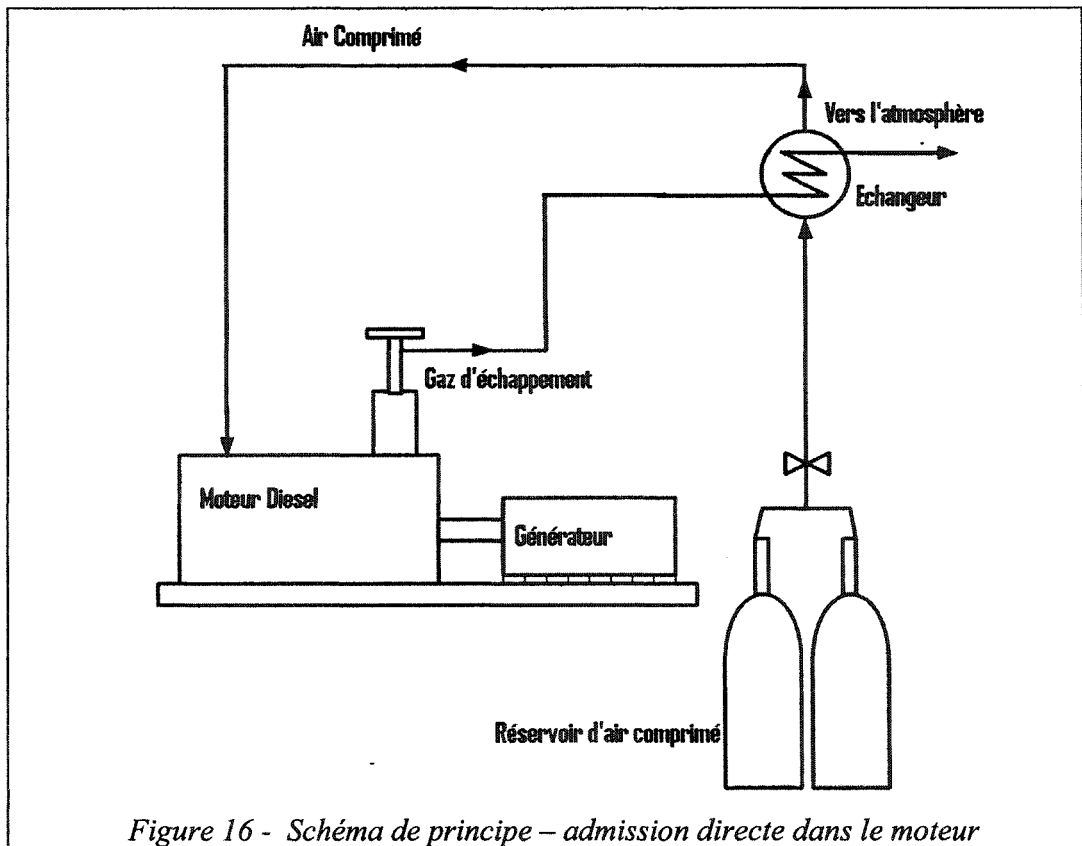 Air Comprimé
Vers l'atmosphère
Echangeur
Gaz d'échappement
Moteur Diesel
Générateur
Réservoir d'air comprimé
Figure 16 - Schéma de principe – admission directe dans le moteur